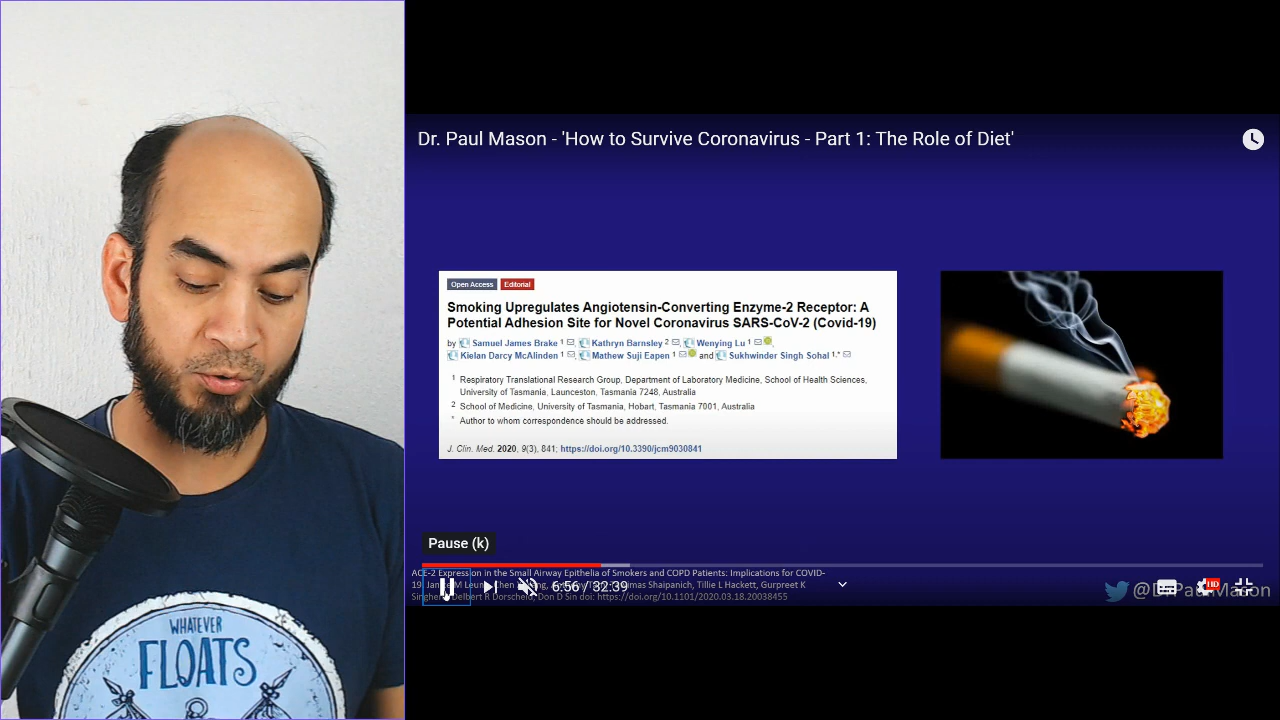 Dr. Paul Mason - 'How to Survive Coronavirus - Part 1: The Role of Diet'
Open Access Editorial
Smoking Upregulates Angiotensin-Converting Enzyme-2 Receptor: A
Potential Adhesion Site for Novel Coronavirus SARS-CoV-2 (Covid-19)
by Samuel James Brake 1, Kathryn Barnsley 2, Wenying Lu 1,
Kielan Darcy McAlinden 1, Mathew Suji Eapen 1 and Sukhwinder Singh Sohal 1,*
1 Respiratory Translational Research Group, Department of Laboratory Medicine, School of Health Sciences,
University of Tasmania, Launceston, Tasmania 7248, Australia
2 School of Medicine, University of Tasmania, Hobart, Tasmania 7001, Australia
* Author to whom correspondence should be addressed.
J. Clin. Med. 2020, 9(3), 841; https://doi.org/10.3390/jcm9030841
Pause (k)
ACE-2 Expression in the Small Airway Epithelia of Smokers and COPD Patients: Implications for COVID-
Shaipanich, Tillie L Hackett, Gurpreet K
Delbert R Dorscheid, Don D Sin doi: https://doi.org/10.1101/2020.03.18.20038455
6:56 / 32:39
HD
WHATEVER
FLOATS